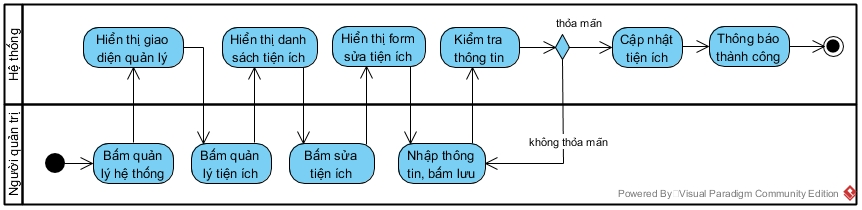 Hệ thống
Hiển thị giao
diện quản lý
Hiển thị danh
sách tiện ích
Hiển thị form
sửa tiện ích
Kiểm tra
thông tin
thỏa mãn
Cập nhật
tiện ích
Thông báo
thành công
Người quản trị
Bấm quản
lý hệ thống
Bấm quản
lý tiện ích
Bấm sửa
tiện ích
Nhập thông
tin, bấm lưu
không thỏa mãn
Powered By Visual Paradigm Community Edition